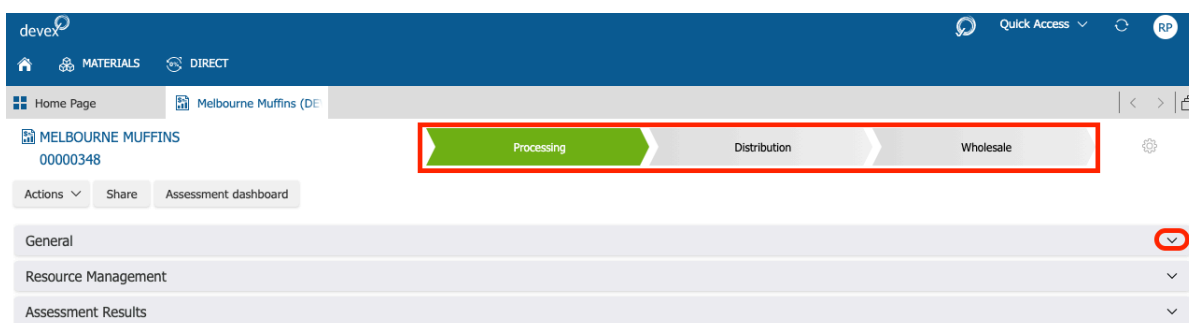 devex
Quick Access
RP
MATERIALS
DIRECT
Home Page
Melbourne Muffins (DE
MELBOURNE MUFFINS
00000348
Processing
Distribution
Wholesale
Actions
Share
Assessment dashboard
General
Resource Management
Assessment Results